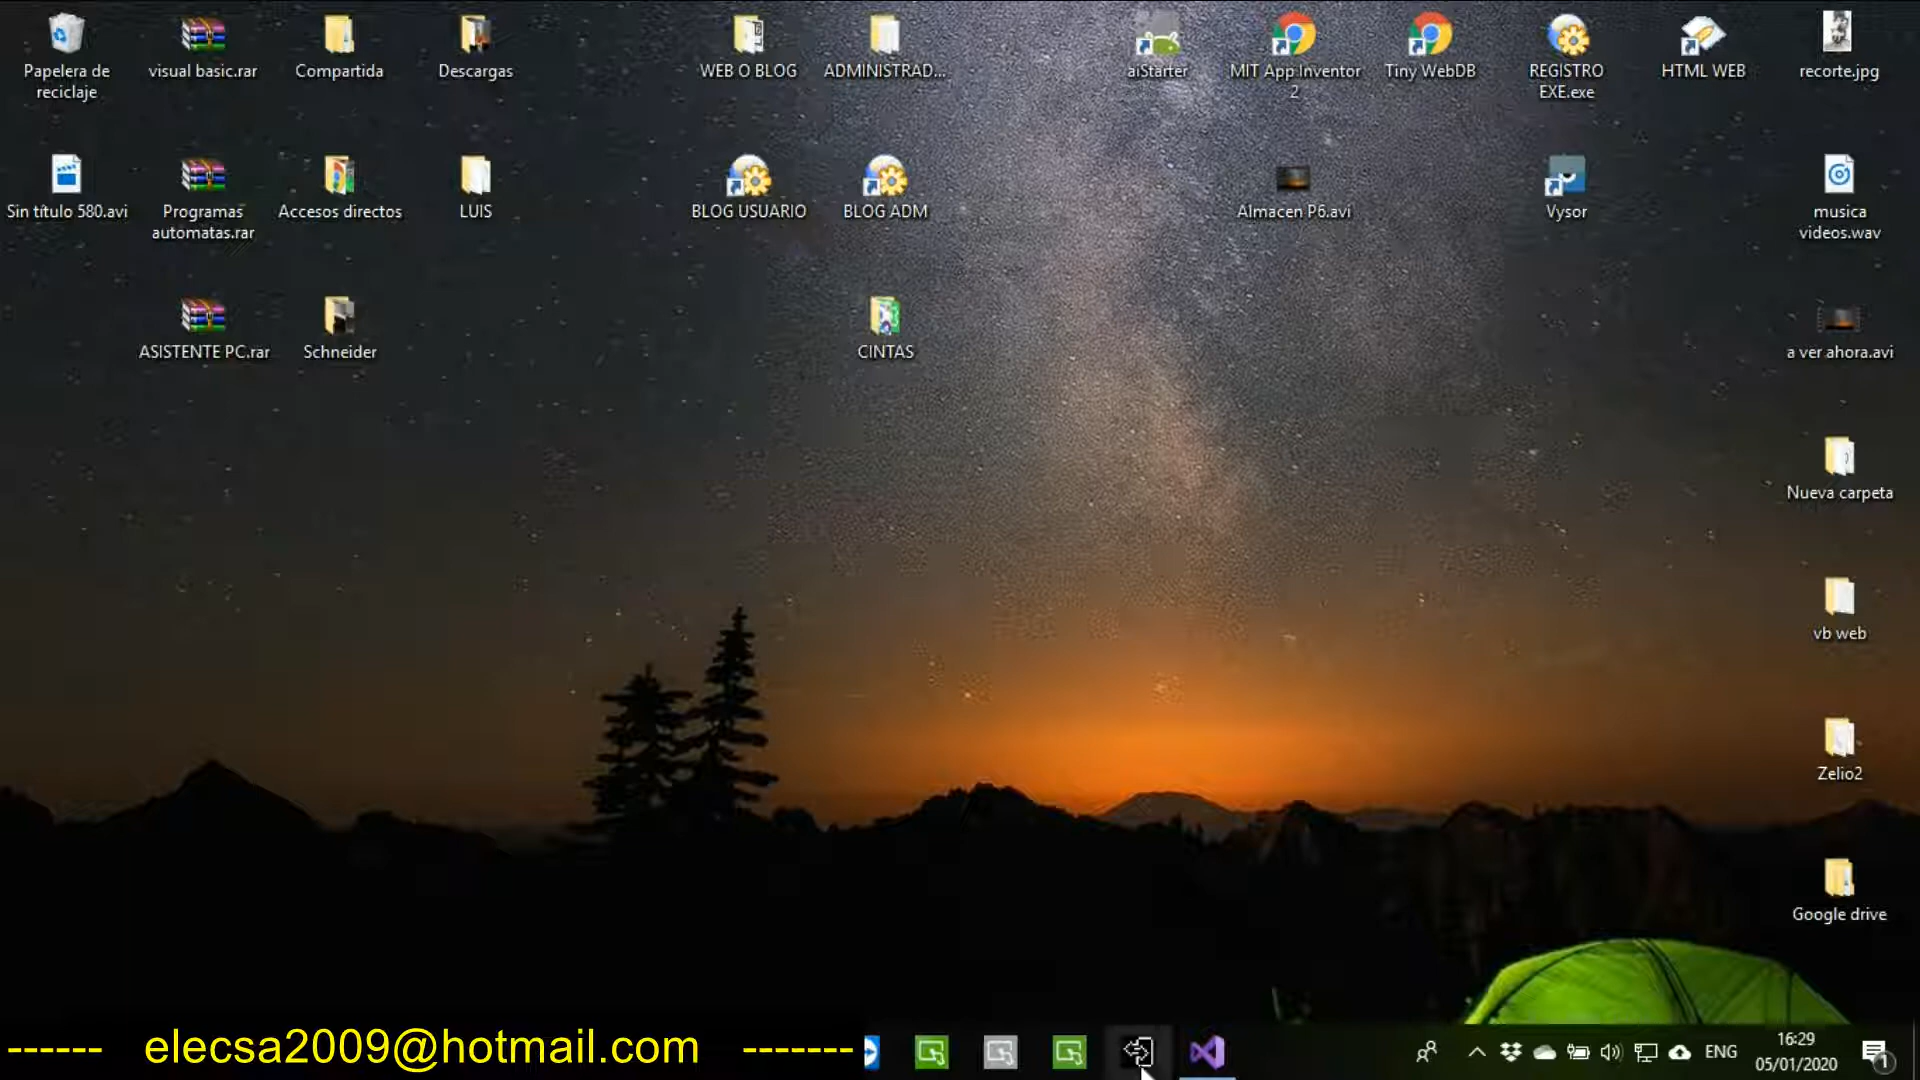 Papelera de
reciclaje
visual basic.rar
Compartida
Descargas
WEB O BLOG
ADMINISTRAD...
aiStarter
MIT App Inventor
2
Tiny WebDB
REGISTRO
EXE.exe
HTML WEB
recorte.jpg
Sin título 580.avi
Programas
automatas.rar
Accesos directos
LUIS
BLOG USUARIO
BLOG ADM
Almacen P6.avi
Vysor
musica
videos.wav
ASISTENTE PC.rar
Schneider
CINTAS
a ver ahora.avi
Nueva carpeta
vb web
Zelio2
Google drive
------ elecsa2009@hotmail.com -------
ENG
16:29
05/01/2020
1